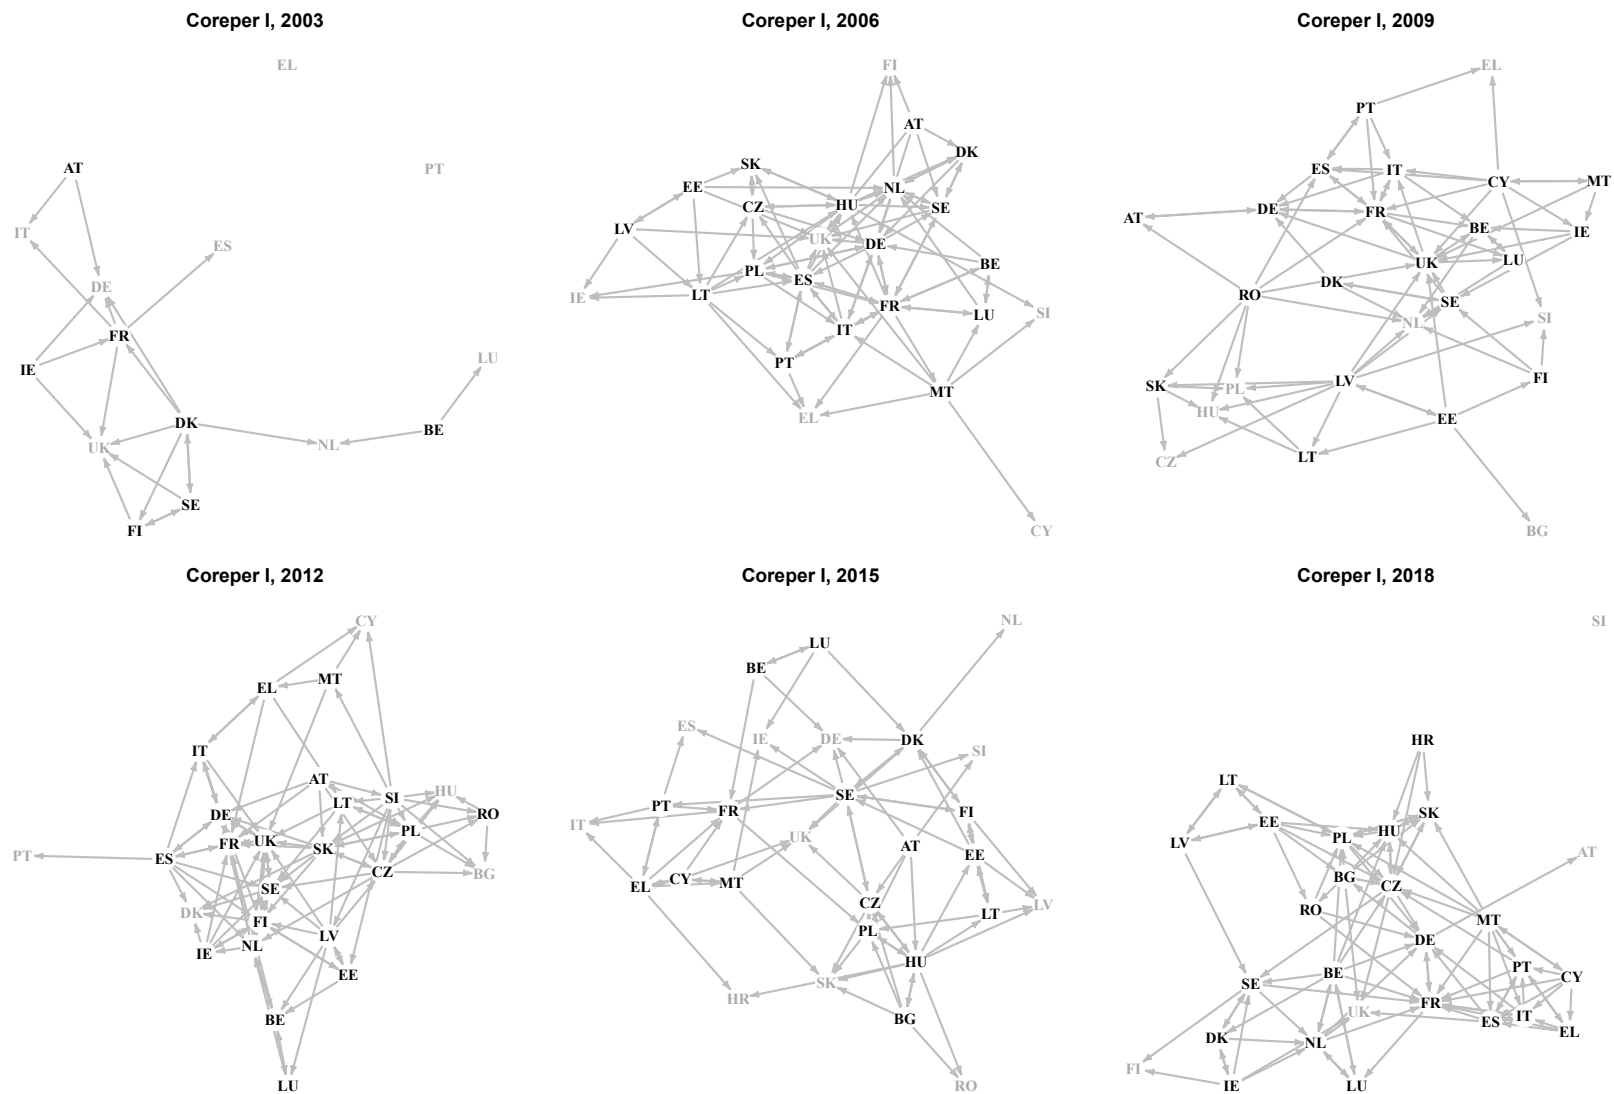 Coreper I, 2003
EL
AT
PT
IT
ES
DE
FR
LU
IE
DK
BE
UK
NL
SE
FI
Coreper I, 2006
FI
AT
DK
SK
EE
NL
CZ
HU
SE
LV
UK
DE
BE
PL
ES
IE
LT
FR
SI
LU
IT
PT
MT
EL
CY
Coreper I, 2009
EL
PT
ES
IT
CY
MT
DE
FR
AT
BE
IE
UK
LU
DK
RO
SE
NL
SI
SK
PL
LV
FI
HU
EE
CZ
LT
BG
Coreper I, 2012
CY
EL
MT
IT
AT
SI
HU
LT
DE
RO
PL
FR
UK
SK
PT
ES
CZ
BG
SE
DK
FI
IE
NL
LV
EE
BE
LU
Coreper I, 2015
NL
LU
BE
ES
IE
DE
DK
SI
SE
PT
FR
FI
IT
UK
AT
EE
EL
CY
MT
CZ
LV
LT
PL
HU
SK
HR
BG
RO
Coreper I, 2018
SI
HR
LT
EE
SK
LV
PL
HU
AT
BG
CZ
RO
MT
DE
PT
SE
BE
CY
FR
UK
IT
ES
EL
DK
NL
FI
IE
LU